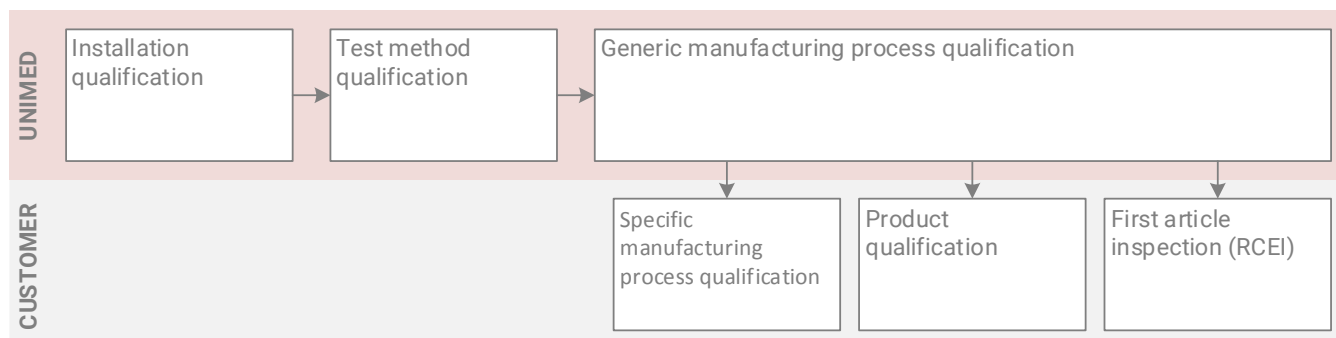 UNIMED
Installation
qualification
Test method
qualification
Generic manufacturing process qualification
CUSTOMER
Specific
manufacturing
process qualification
Product
qualification
First article
inspection (RCEI)